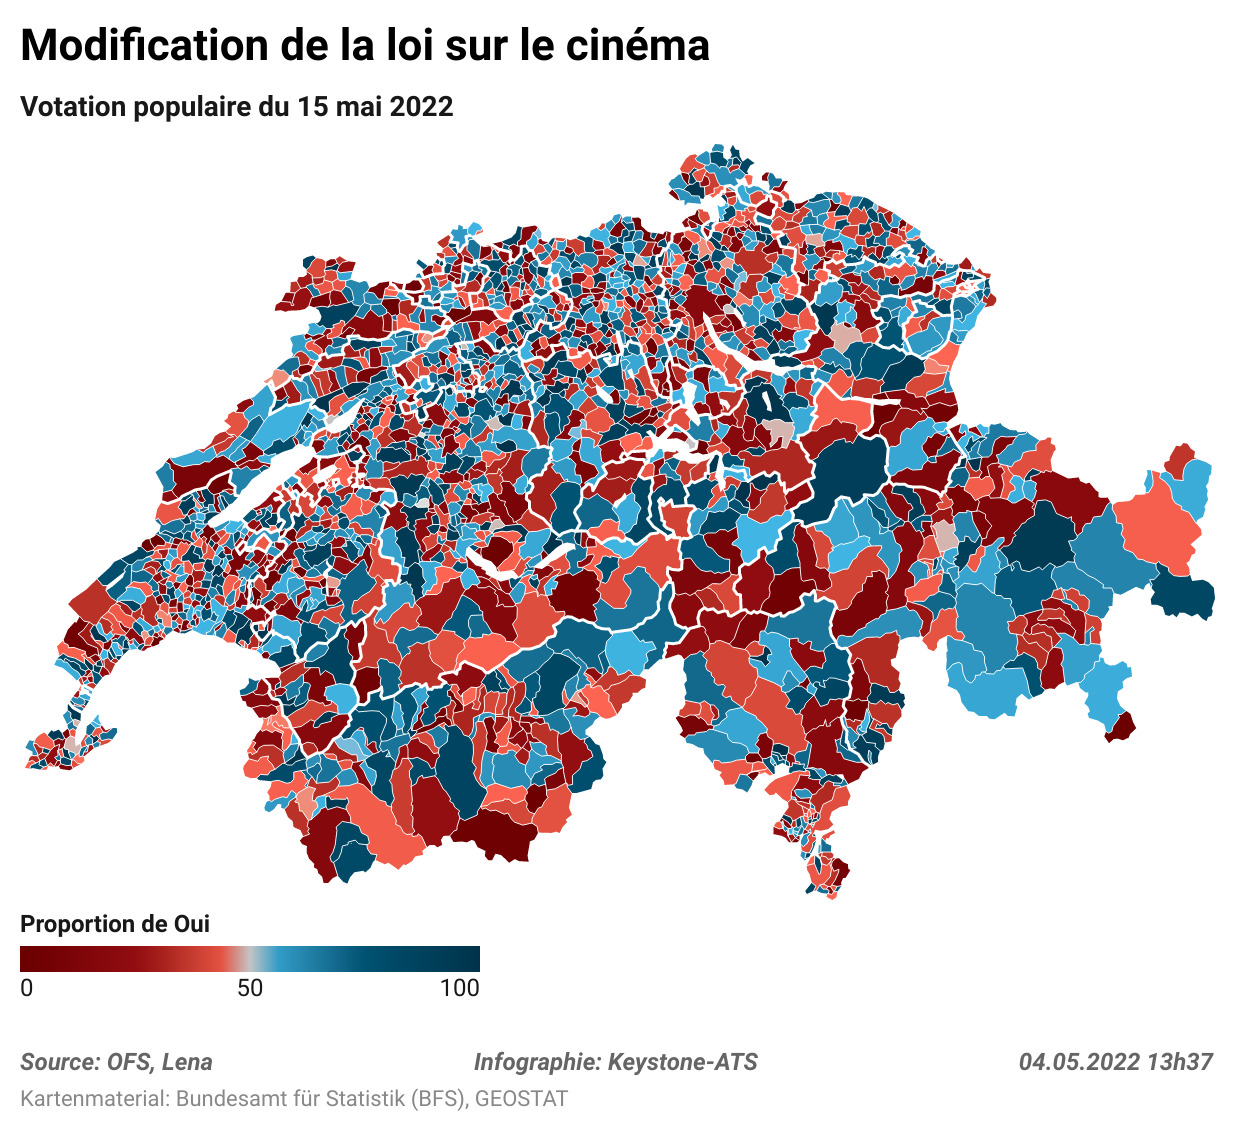 Modification de la loi sur le cinéma
Votation populaire du 15 mai 2022
Proportion de Oui
0 50 100
Source: OFS, Lena Infographie: Keystone-ATS 04.05.2022 13h37
Kartenmaterial: Bundesamt für Statistik (BFS), GEOSTAT